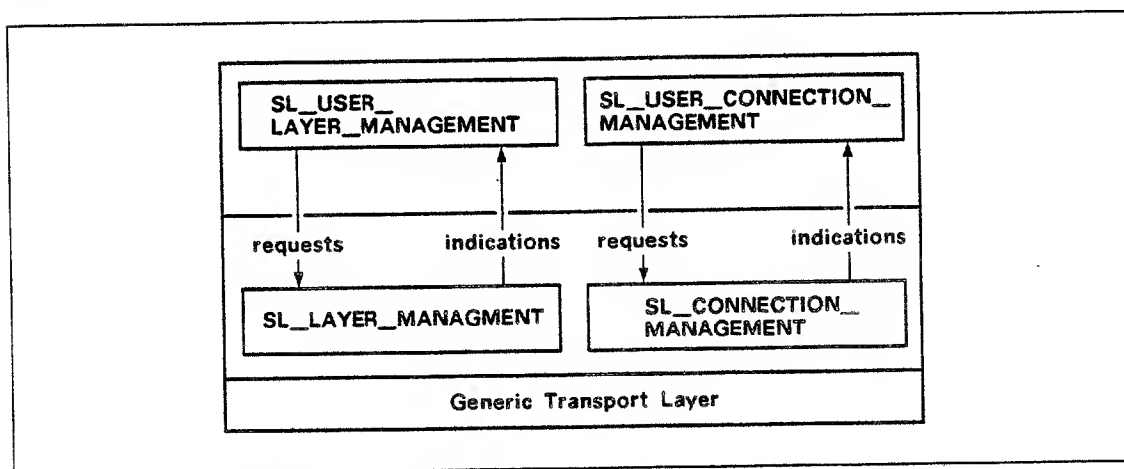 SL_USER_
LAYER_MANAGEMENT
SL_USER_CONNECTION_
MANAGEMENT
requests
indications
requests
indications
SL_LAYER_MANAGMENT
SL_CONNECTION_
MANAGEMENT
Generic Transport Layer